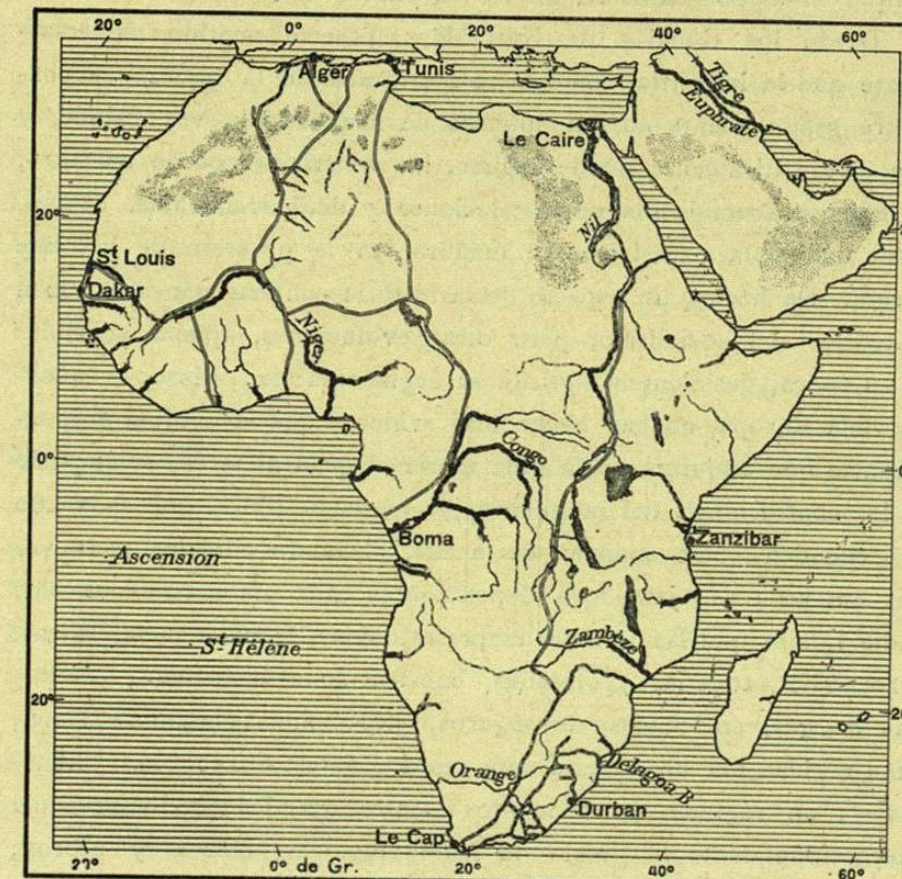 20° 0° 20° 40° 60°
Alger
Tunis
Tigre
Euphrate
Le Caire
20°
Nil
St Louis
Dakar
Niger
0°
Congo
0
Boma
Zanzibar
Ascension
St Hélène
Zambèze
20°
20
Orange
Delagoa B
Durban
Le Cap
20° 0° de Gr. 20° 40° 60°